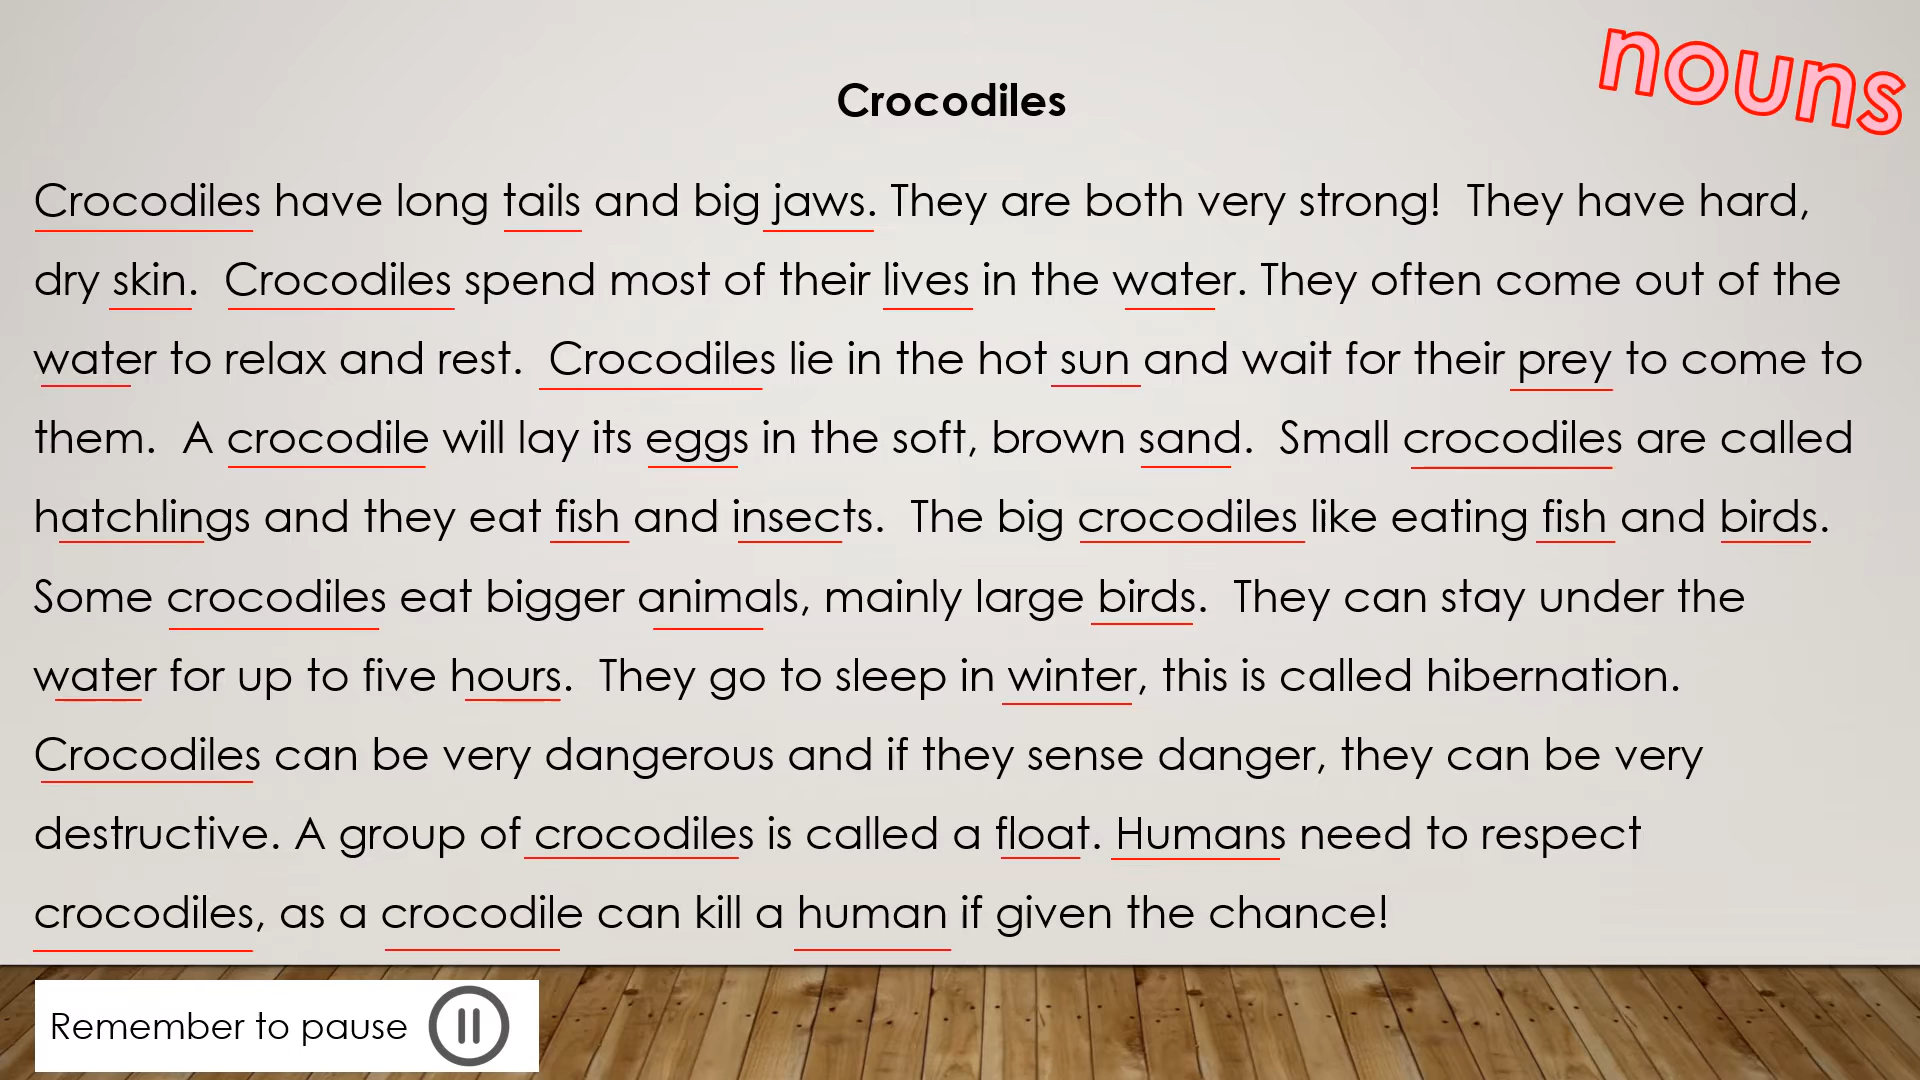 nouns
Crocodiles
Crocodiles have long tails and big jaws. They are both very strong!  They have hard,
dry skin.  Crocodiles spend most of their lives in the water. They often come out of the
water to relax and rest.  Crocodiles lie in the hot sun and wait for their prey to come to
them.  A crocodile will lay its eggs in the soft, brown sand.  Small crocodiles are called
hatchlings and they eat fish and insects.  The big crocodiles like eating fish and birds.
Some crocodiles eat bigger animals, mainly large birds.  They can stay under the
water for up to five hours.  They go to sleep in winter, this is called hibernation.
Crocodiles can be very dangerous and if they sense danger, they can be very
destructive. A group of crocodiles is called a float. Humans need to respect
crocodiles, as a crocodile can kill a human if given the chance!
Remember to pause